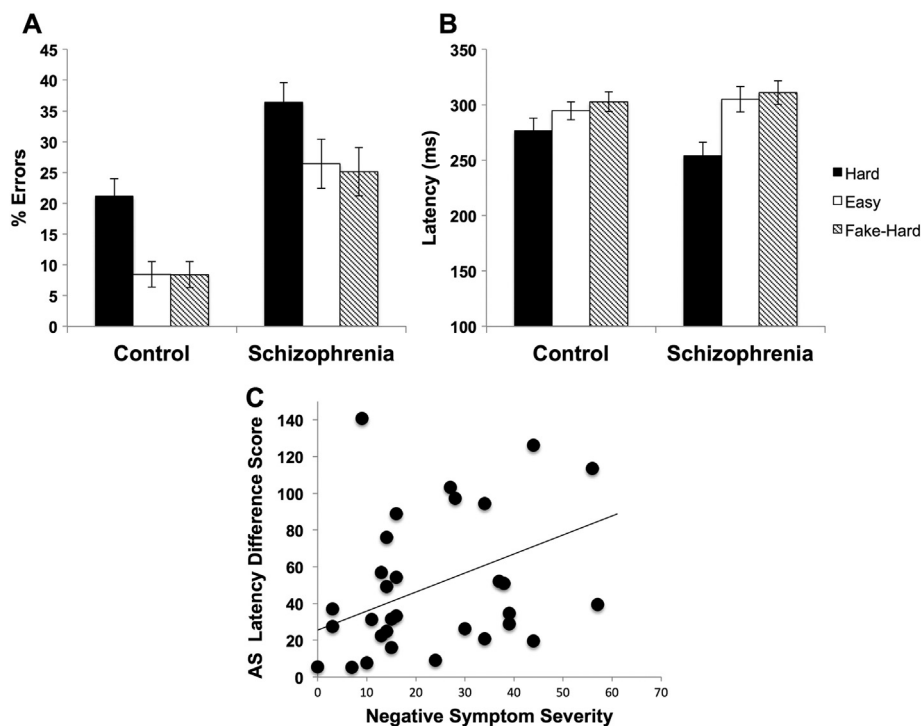 A
% Errors
45
40
35
30
25
20
15
10
5
0
Control Schizophrenia
B
Latency (ms)
350
300
250
200
150
100
Control Schizophrenia
Hard
Easy
Fake-Hard
C
AS Latency Difference Score
140
120
100
80
60
40
20
0
0 10 20 30 40 50 60 70
Negative Symptom Severity